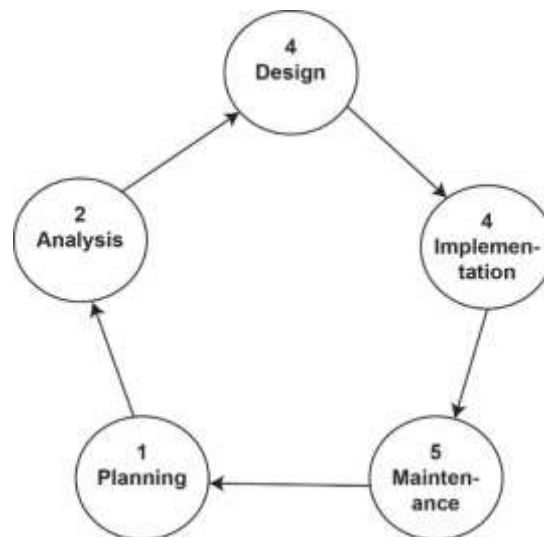 4
Design
2
Analysis
4
Implemen-
tation
1
Planning
5
Mainten-
ance